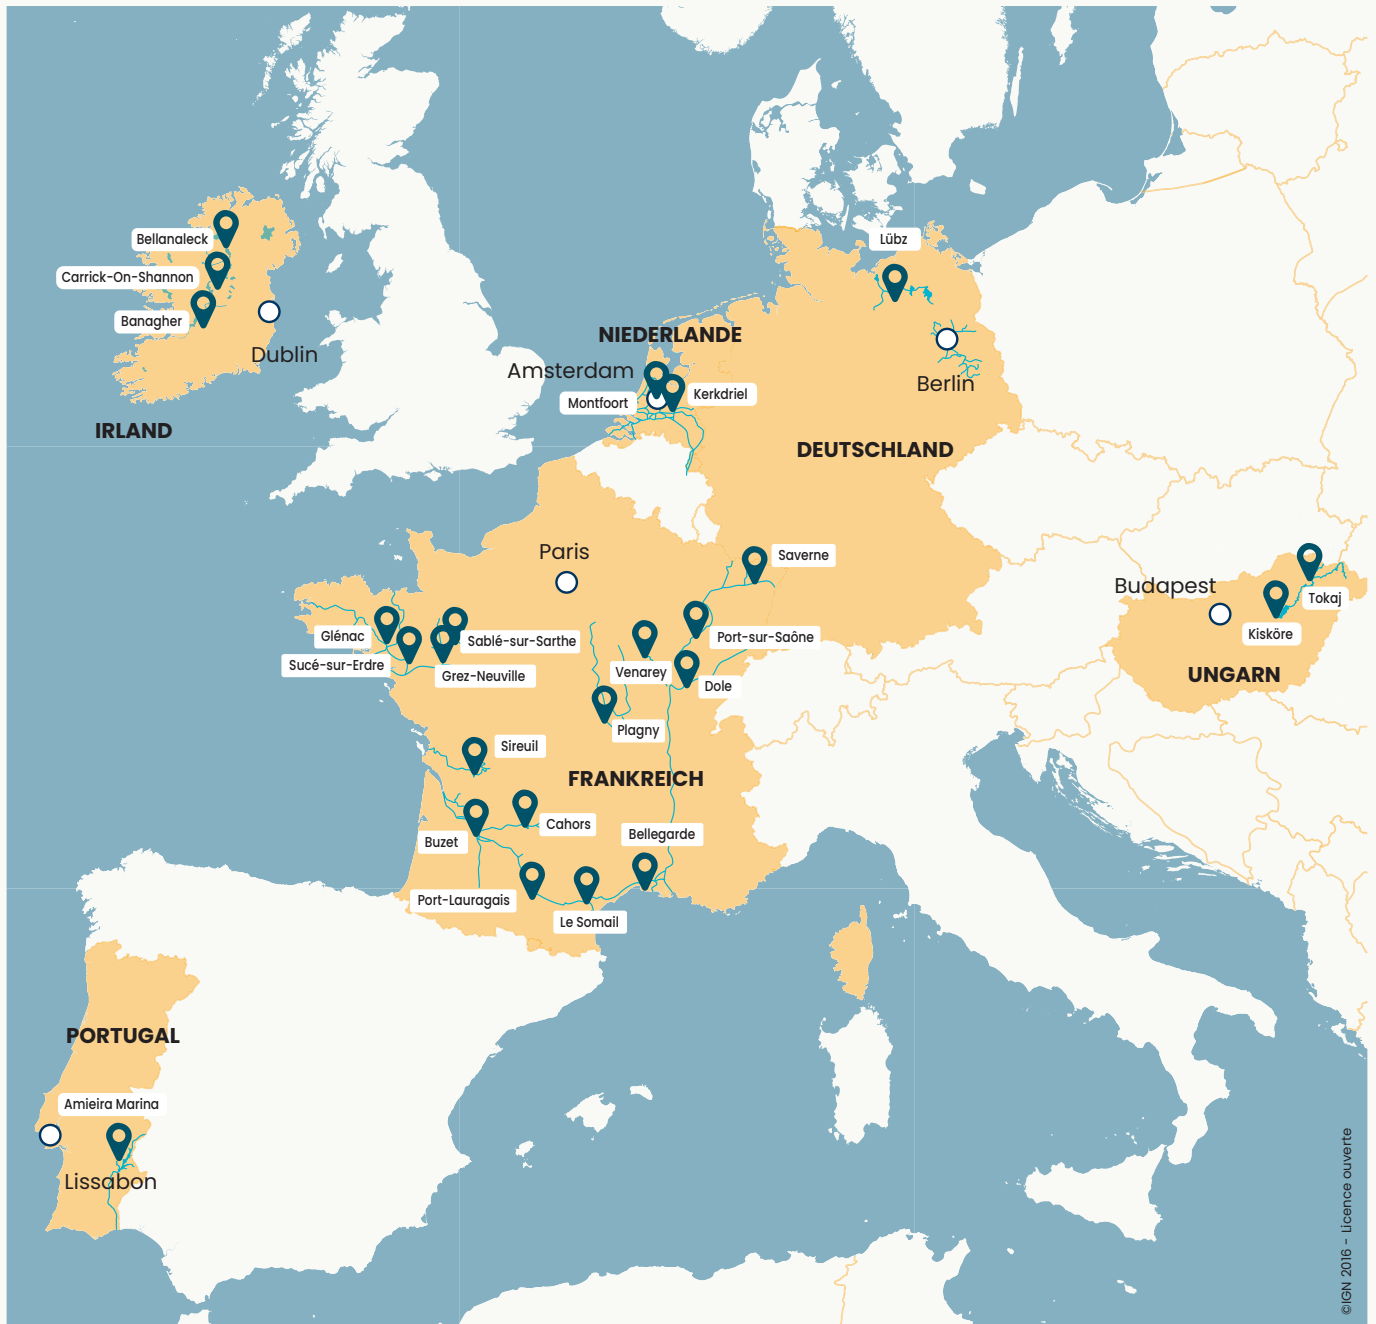 Bellanaleck
Lübz
Carrick-On-Shannon
Banagher
NIEDERLANDE
Dublin
Amsterdam
Berlin
Kerkdriel
Montfoort
IRLAND
DEUTSCHLAND
Paris
Saverne
Budapest
Tokaj
Glénac
Sablé-sur-Sarthe
Port-sur-Saône
Kisköre
Sucé-sur-Erdre
Grez-Neuville
Venarey
Dole
UNGARN
Plagny
Sireuil
FRANKREICH
Cahors
Bellegarde
Buzet
Port-Lauragais
Le Somail
PORTUGAL
Amieira Marina
Lissabon
©IGN 2016 - Licence ouverte